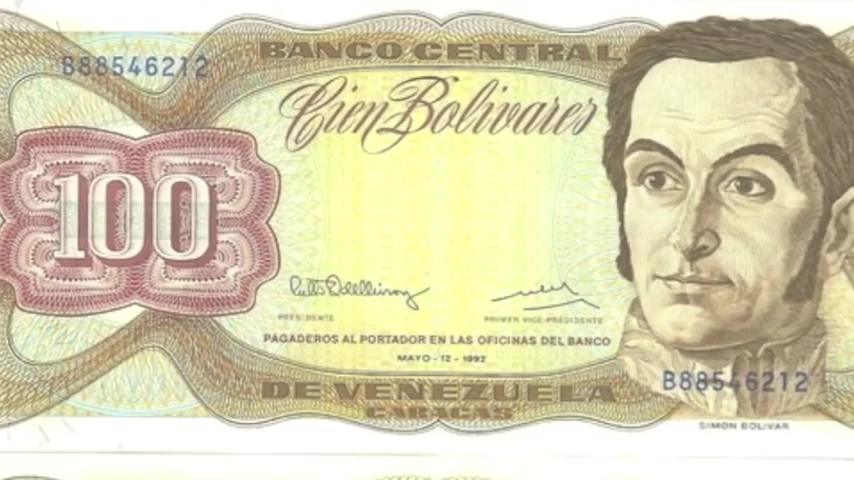 BANCO CENTRAL
B88546212
Cien Bolivares
100
PRESIDENTE
PRIMER VICE-PRESIDENTE
PAGADEROS AL PORTADOR EN LAS OFICINAS DEL BANCO
MAYO - 12 - 1992
B88546212
DE VENEZUELA
CARACAS
SIMON BOLIVAR